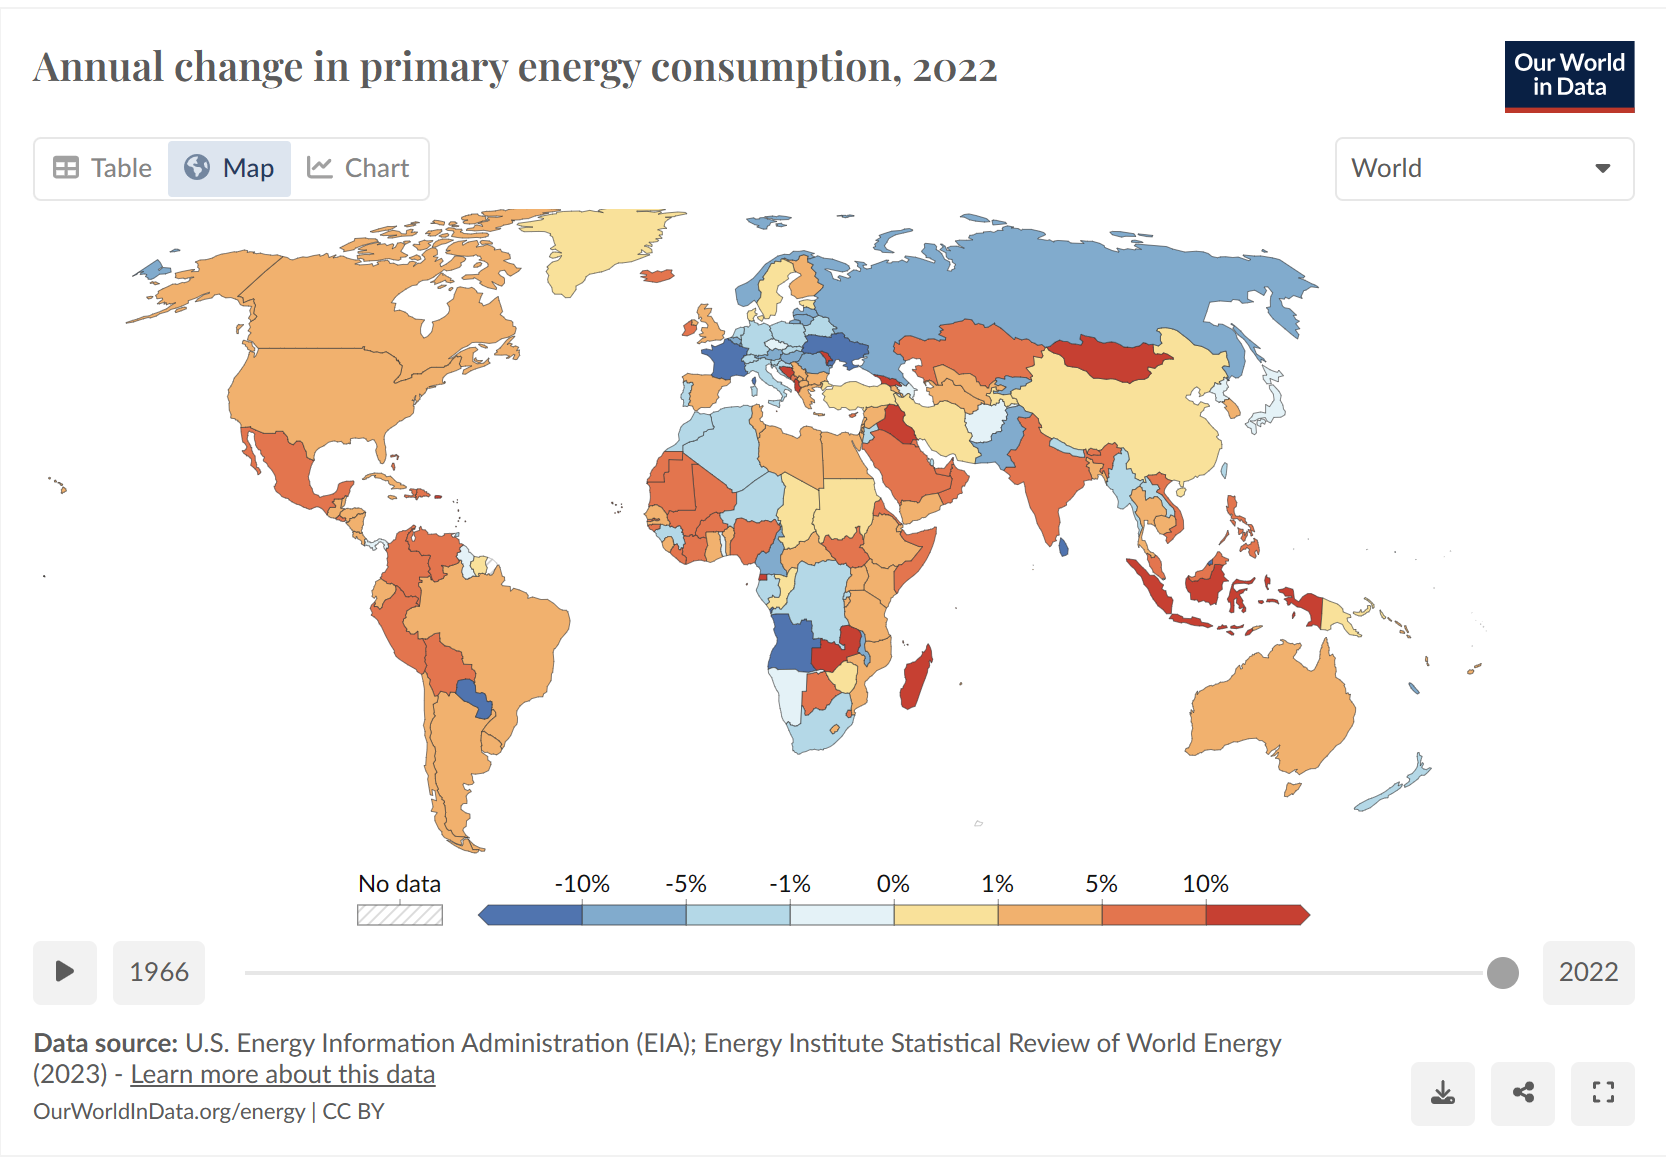 Annual change in primary energy consumption, 2022
Our World
in Data
Table
Map
Chart
World
No data
-10%
-5%
-1%
0%
1%
5%
10%
1966
2022
Data source: U.S. Energy Information Administration (EIA); Energy Institute Statistical Review of World Energy
(2023) - Learn more about this data
OurWorldInData.org/energy | CC BY